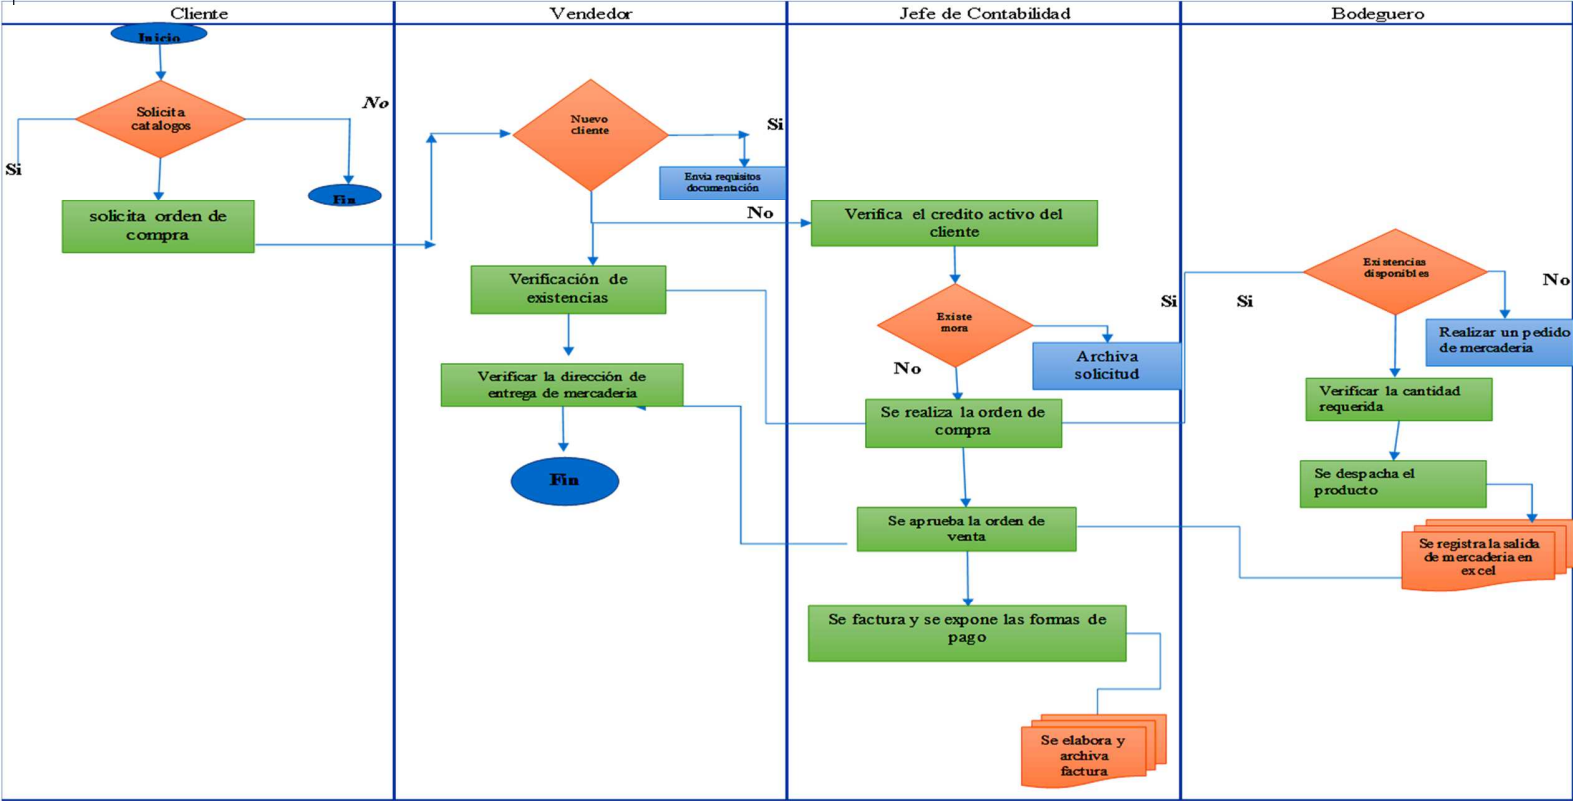 Cliente
Vendedor
Jefe de Contabilidad
Bodeguero
Inicio
Solicita
catalogos
No
Si
Fin
solicita orden de
compra
Nuevo
cliente
Si
Envia requisitos
documentación
No
Verificación de
existencias
Verificar la dirección de
entrega de mercaderia
Fin
Verifica el credito activo del
cliente
Existe
mora
Si
No
Archiva
solicitud
Se realiza la orden de
compra
Se aprueba la orden de
venta
Se factura y se expone las formas de
pago
Se elabora y
archiva
factura
Existencias
disponibles
Si
No
Realizar un pedido
de mercaderia
Verificar la cantidad
requerida
Se despacha el
producto
Se registra la salida
de mercaderia en
excel